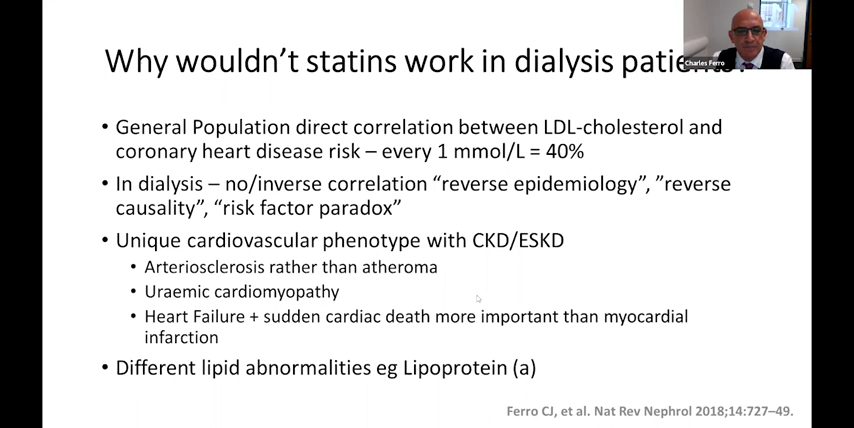 Charles Ferro
Why wouldn’t statins work in dialysis patients?
• General Population direct correlation between LDL-cholesterol and
coronary heart disease risk – every 1 mmol/L = 40%
• In dialysis – no/inverse correlation “reverse epidemiology”, ”reverse
causality”, “risk factor paradox”
• Unique cardiovascular phenotype with CKD/ESKD
• Arteriosclerosis rather than atheroma
• Uraemic cardiomyopathy
• Heart Failure + sudden cardiac death more important than myocardial
infarction
• Different lipid abnormalities eg Lipoprotein (a)
Ferro CJ, et al. Nat Rev Nephrol 2018;14:727–49.